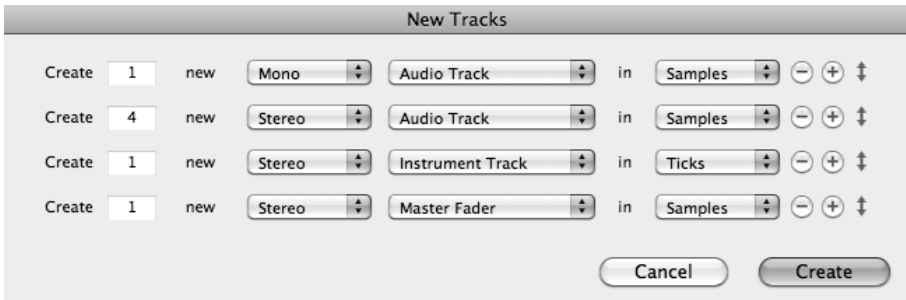 New Tracks
Create 1 new Mono Audio Track in Samples
Create 4 new Stereo Audio Track in Samples
Create 1 new Stereo Instrument Track in Ticks
Create 1 new Stereo Master Fader in Samples
Cancel Create